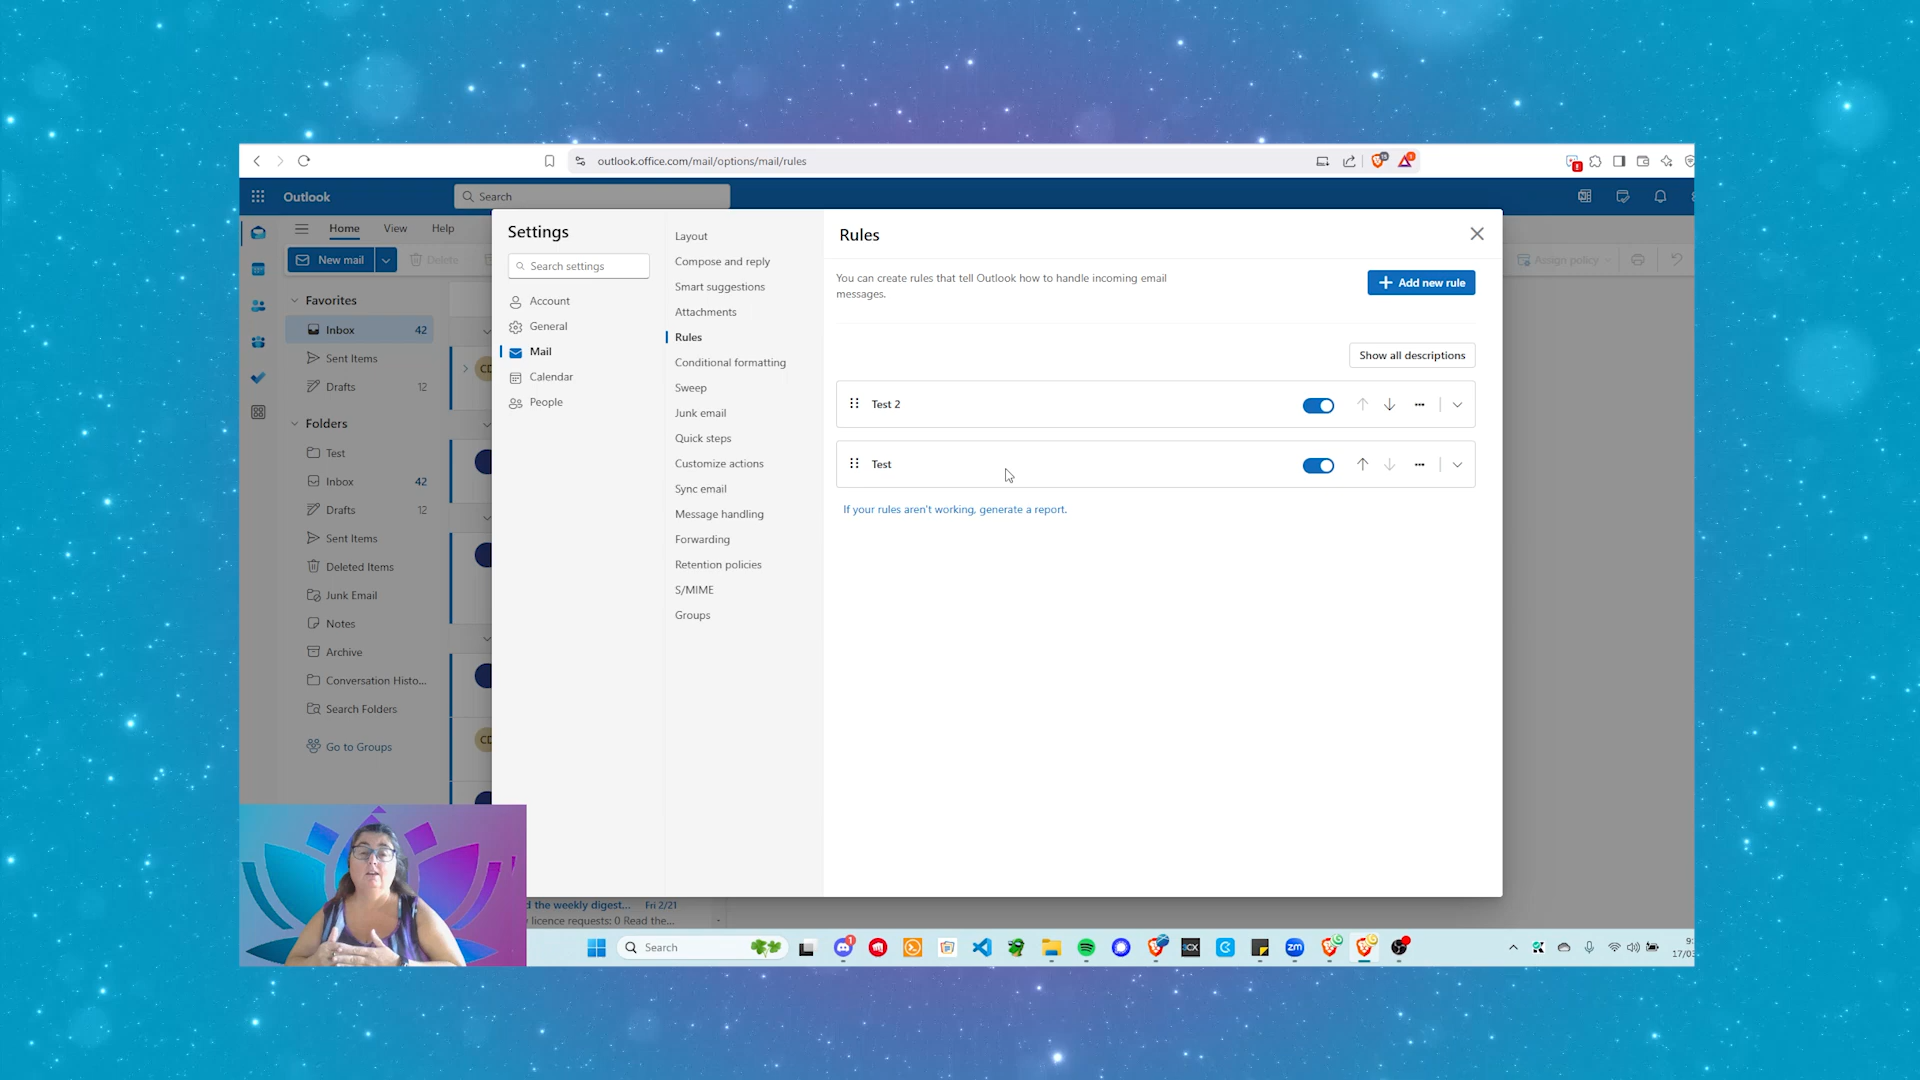 outlook.office.com/mail/options/mail/rules
Outlook
Search
Home
View
Help
New mail
Delete
Assign policy
Favorites
Inbox 42
Sent Items
Drafts 12
Folders
Test
Inbox 42
Drafts 12
Sent Items
Deleted Items
Junk Email
Notes
Archive
Conversation Histo...
Search Folders
Go to Groups
CD
Settings
Search settings
Account
General
Mail
Calendar
People
Layout
Compose and reply
Smart suggestions
Attachments
Rules
Conditional formatting
Sweep
Junk email
Quick steps
Customize actions
Sync email
Message handling
Forwarding
Retention policies
S/MIME
Groups
Rules
You can create rules that tell Outlook how to handle incoming email
messages.
Add new rule
Show all descriptions
Test 2
Test
If your rules aren't working, generate a report.
d the weekly digest... Fri 2/21
licence requests: 0 Read the...
Search
zm
17/03